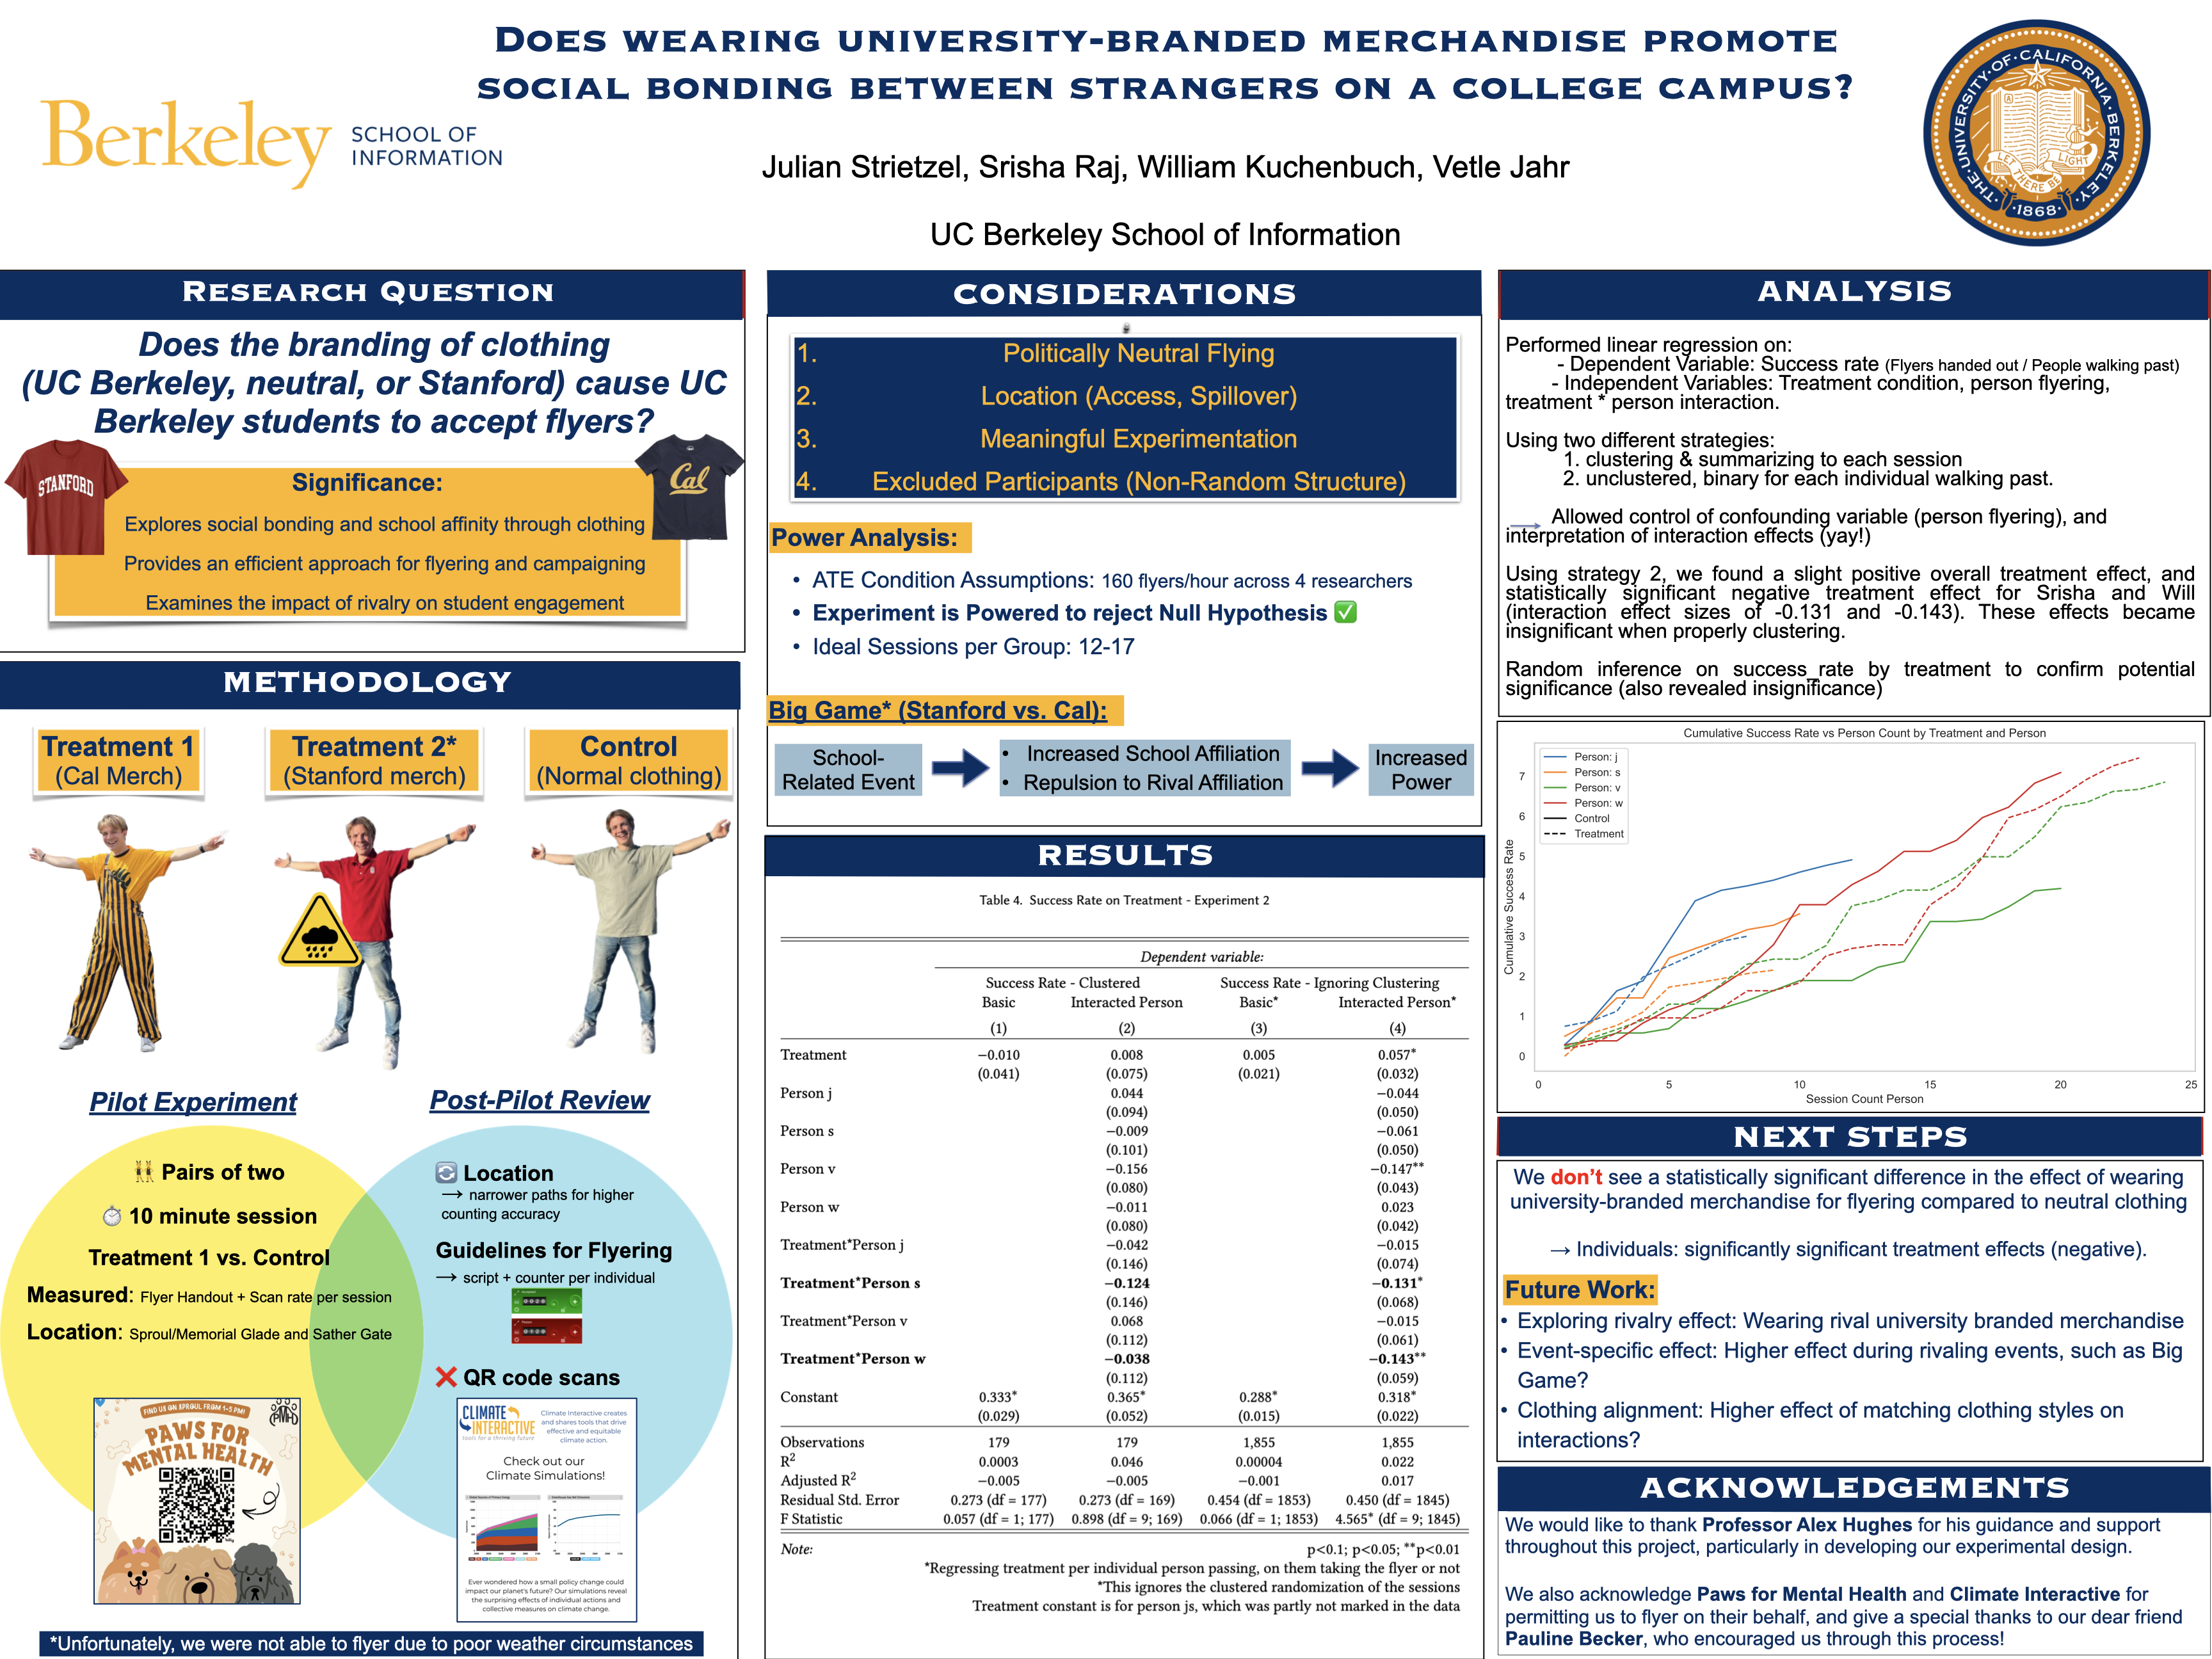 DOES WEARING UNIVERSITY-BRANDED MERCHANDISE PROMOTE
SOCIAL BONDING BETWEEN STRANGERS ON A COLLEGE CAMPUS?
Berkeley
SCHOOL OF
INFORMATION
Julian Strietzel, Srisha Raj, William Kuchenbuch, Vetle Jahr
UC Berkeley School of Information
THE·UNIVERSITY·OF·CALIFORNIA·BERKELEY
LET THERE BE LIGHT
·1868·
RESEARCH QUESTION
Does the branding of clothing
(UC Berkeley, neutral, or Stanford) cause UC
Berkeley students to accept flyers?
STANFORD
Cal
Significance:
Explores social bonding and school affinity through clothing
Provides an efficient approach for flyering and campaigning
Examines the impact of rivalry on student engagement
METHODOLOGY
Treatment 1
(Cal Merch)
Treatment 2*
(Stanford merch)
Control
(Normal clothing)
Pilot Experiment
Pairs of two
10 minute session
Treatment 1 vs. Control
Measured: Flyer Handout + Scan rate per session
Location: Sproul/Memorial Glade and Sather Gate
FIND US ON SPROUL FROM 1-5 PM!
PMH
PAWS FOR
MENTAL HEALTH
Post-Pilot Review
Location
→ narrower paths for higher
counting accuracy
Guidelines for Flyering
→ script + counter per individual
❌ QR code scans
CLIMATE
INTERACTIVE
tools for a thriving future
Climate Interactive creates
and shares tools that drive
effective and equitable
climate action.
Check out our
Climate Simulations!
Ever wondered how a small policy change could
impact our planet's future? Our simulations reveal
the surprising effects of individual actions and
collective measures on climate change.
*Unfortunately, we were not able to flyer due to poor weather circumstances
CONSIDERATIONS
1. Politically Neutral Flying
2. Location (Access, Spillover)
3. Meaningful Experimentation
4. Excluded Participants (Non-Random Structure)
Power Analysis:
• ATE Condition Assumptions: 160 flyers/hour across 4 researchers
• Experiment is Powered to reject Null Hypothesis ✅
• Ideal Sessions per Group: 12-17
Big Game* (Stanford vs. Cal):
School-
Related Event
• Increased School Affiliation
• Repulsion to Rival Affiliation
Increased
Power
RESULTS
Table 4. Success Rate on Treatment - Experiment 2
Dependent variable:
Success Rate - Clustered Success Rate - Ignoring Clustering
Basic Interacted Person Basic* Interacted Person*
(1) (2) (3) (4)
Treatment −0.010 0.008 0.005 0.057*
(0.041) (0.075) (0.021) (0.032)
Person j 0.044 −0.044
(0.094) (0.050)
Person s −0.009 −0.061
(0.101) (0.050)
Person v −0.156 −0.147**
(0.080) (0.043)
Person w −0.011 0.023
(0.080) (0.042)
Treatment*Person j −0.042 −0.015
(0.146) (0.074)
Treatment*Person s −0.124 −0.131*
(0.146) (0.068)
Treatment*Person v 0.068 −0.015
(0.112) (0.061)
Treatment*Person w −0.038 −0.143**
(0.112) (0.059)
Constant 0.333* 0.365* 0.288* 0.318*
(0.029) (0.052) (0.015) (0.022)
Observations 179 179 1,855 1,855
R² 0.0003 0.046 0.00004 0.022
Adjusted R² −0.005 −0.005 −0.001 0.017
Residual Std. Error 0.273 (df = 177) 0.273 (df = 169) 0.454 (df = 1853) 0.450 (df = 1845)
F Statistic 0.057 (df = 1; 177) 0.898 (df = 9; 169) 0.066 (df = 1; 1853) 4.565* (df = 9; 1845)
Note: p<0.1; p<0.05; **p<0.01
*Regressing treatment per individual person passing, on them taking the flyer or not
*This ignores the clustered randomization of the sessions
Treatment constant is for person js, which was partly not marked in the data
ANALYSIS
Performed linear regression on:
- Dependent Variable: Success rate (Flyers handed out / People walking past)
- Independent Variables: Treatment condition, person flyering,
treatment * person interaction.
Using two different strategies:
1. clustering & summarizing to each session
2. unclustered, binary for each individual walking past.
Allowed control of confounding variable (person flyering), and
interpretation of interaction effects (yay!)
Using strategy 2, we found a slight positive overall treatment effect, and
statistically significant negative treatment effect for Srisha and Will
(interaction effect sizes of -0.131 and -0.143). These effects became
insignificant when properly clustering.
Random inference on success_rate by treatment to confirm potential
significance (also revealed insignificance)
Cumulative Success Rate vs Person Count by Treatment and Person
Person: j
Person: s
Person: v
Person: w
Control
Treatment
Cumulative Success Rate
7
6
5
4
3
2
1
0
0 5 10 15 20 25
Session Count Person
NEXT STEPS
We don't see a statistically significant difference in the effect of wearing
university-branded merchandise for flyering compared to neutral clothing
→ Individuals: significantly significant treatment effects (negative).
Future Work:
• Exploring rivalry effect: Wearing rival university branded merchandise
• Event-specific effect: Higher effect during rivaling events, such as Big
Game?
• Clothing alignment: Higher effect of matching clothing styles on
interactions?
ACKNOWLEDGEMENTS
We would like to thank Professor Alex Hughes for his guidance and support
throughout this project, particularly in developing our experimental design.
We also acknowledge Paws for Mental Health and Climate Interactive for
permitting us to flyer on their behalf, and give a special thanks to our dear friend
Pauline Becker, who encouraged us through this process!